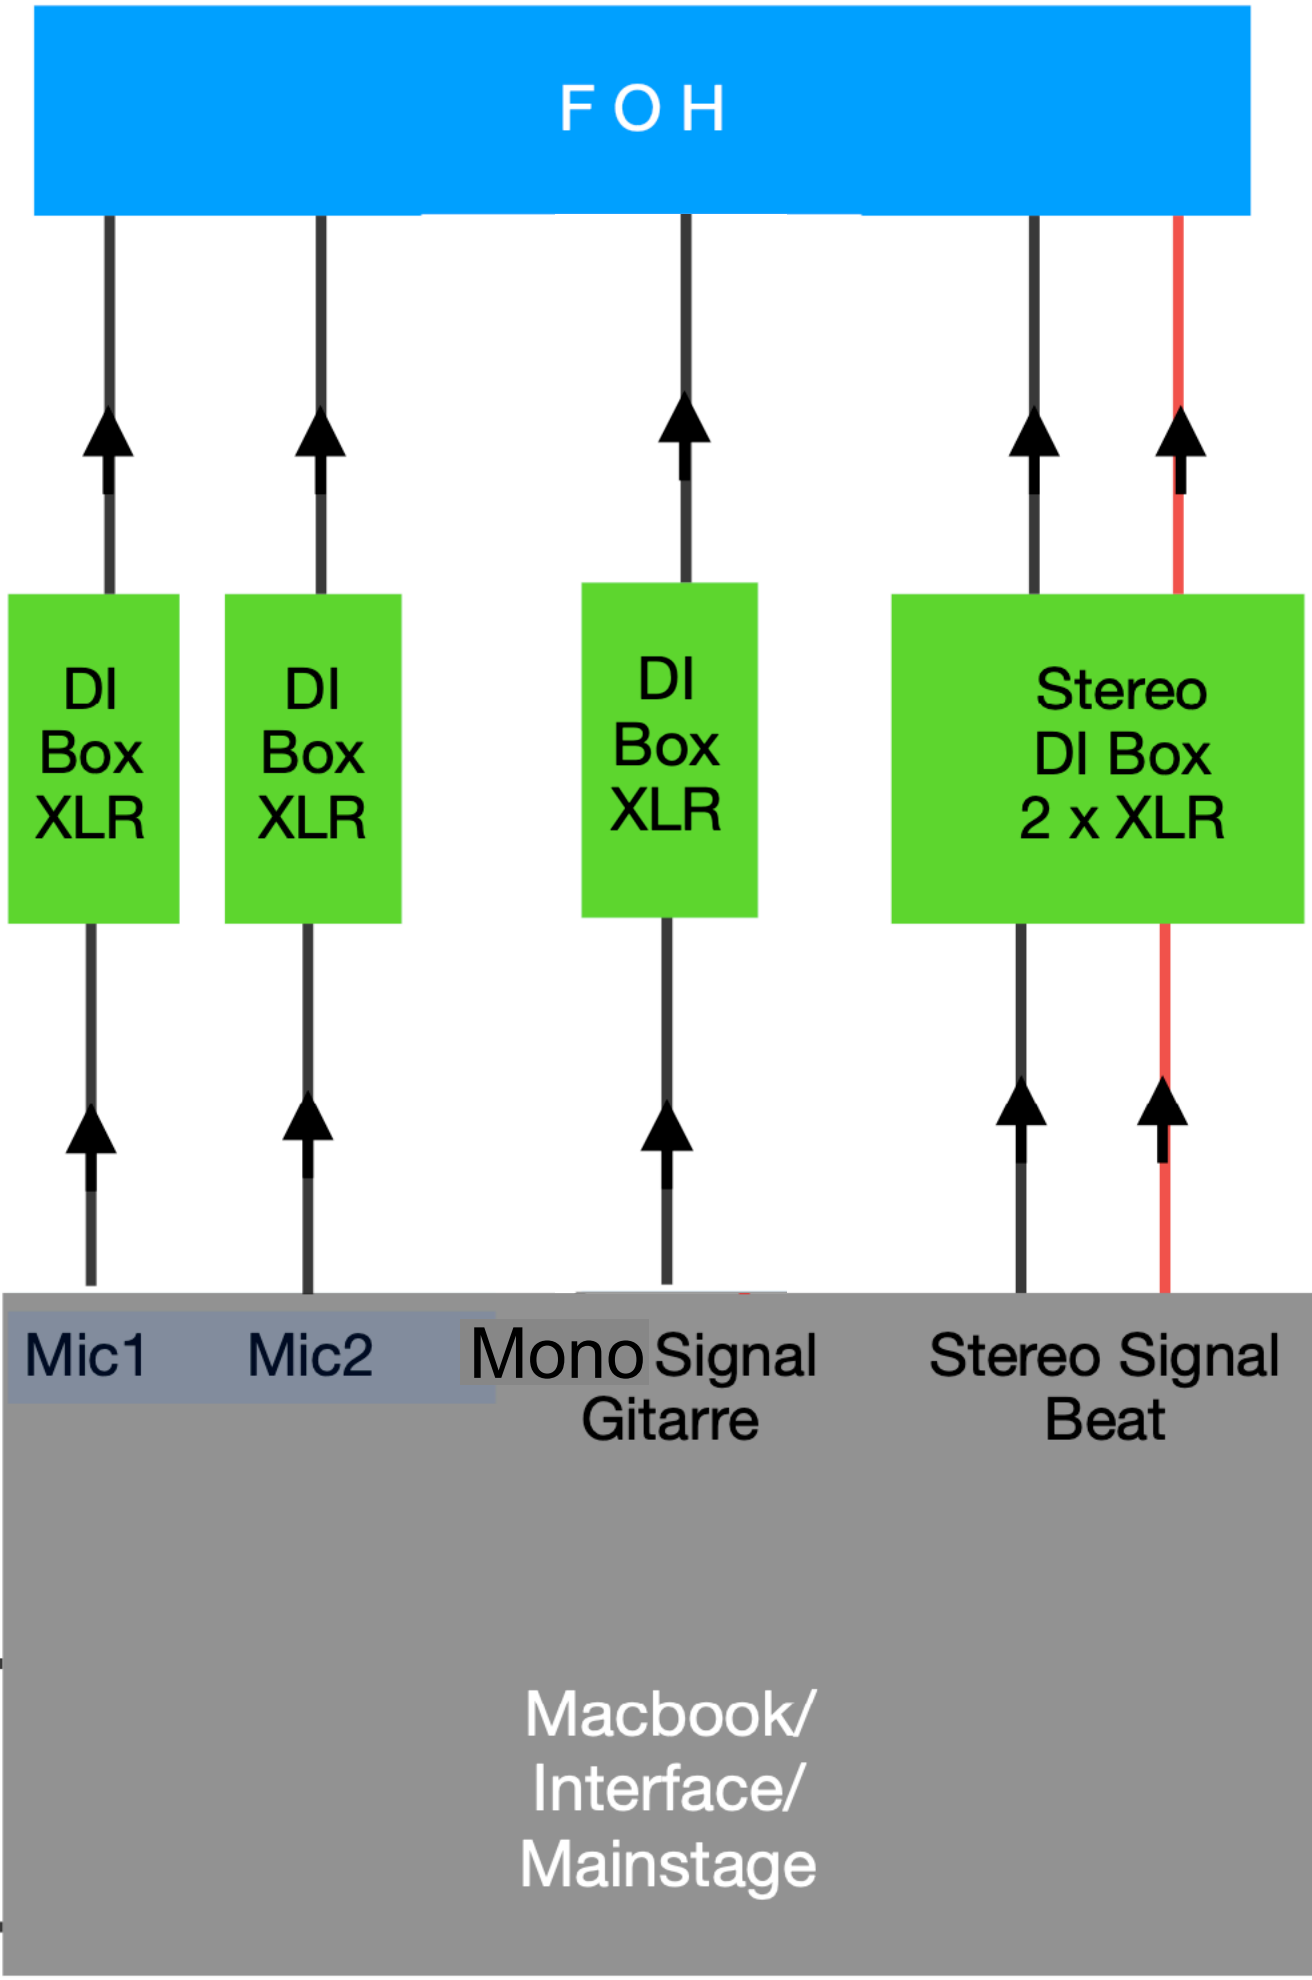 F O H
DI
Box
XLR
DI
Box
XLR
DI
Box
XLR
Stereo
DI Box
2 x XLR
Mic1
Mic2
Mono Signal
Gitarre
Stereo Signal
Beat
Macbook/
Interface/
Mainstage